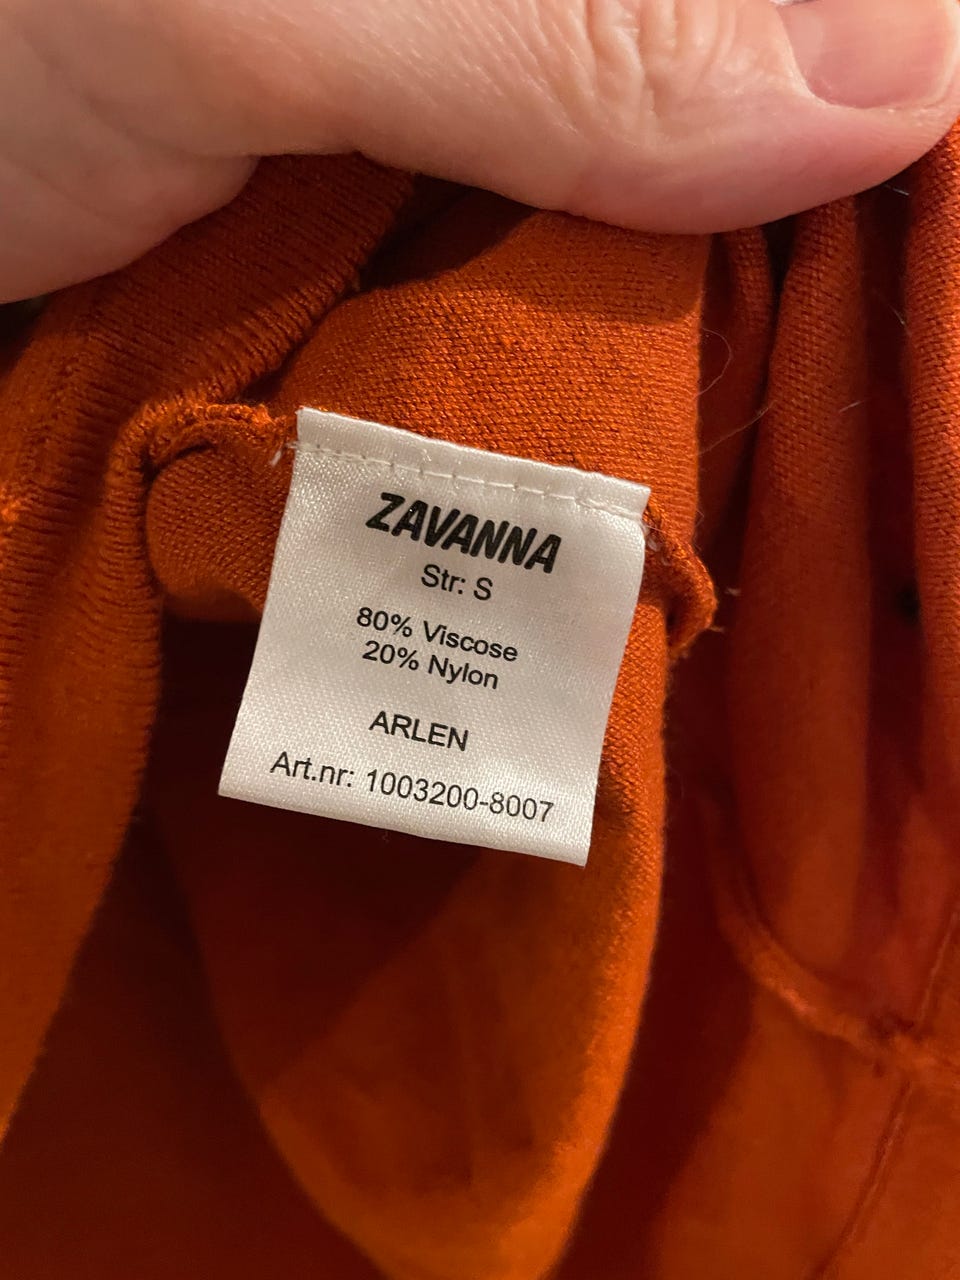 ZAVANNA
Str: S
80% Viscose
20% Nylon
ARLEN
Art.nr: 1003200-8007